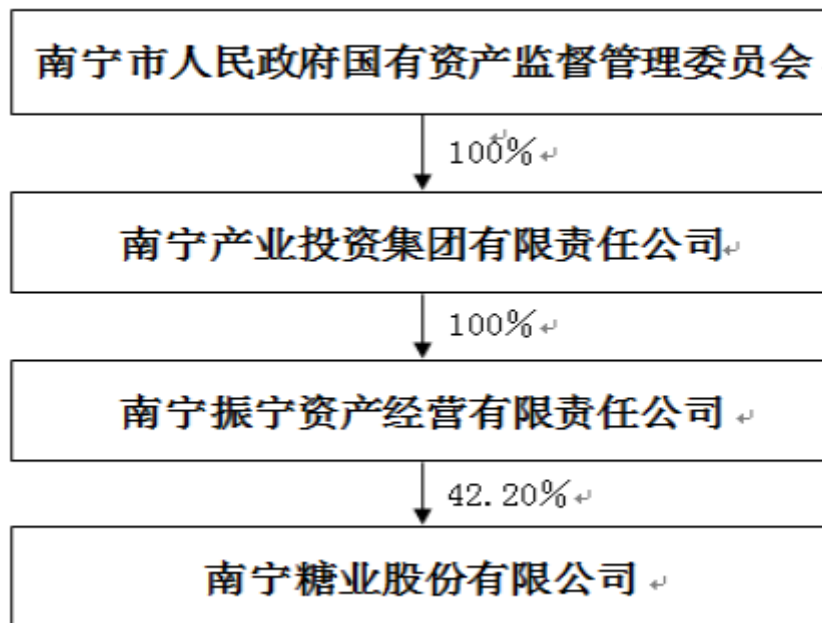 南宁市人民政府国有资产监督管理委员会
100%
南宁产业投资集团有限责任公司
100%
南宁振宁资产经营有限责任公司
42.20%
南宁糖业股份有限公司